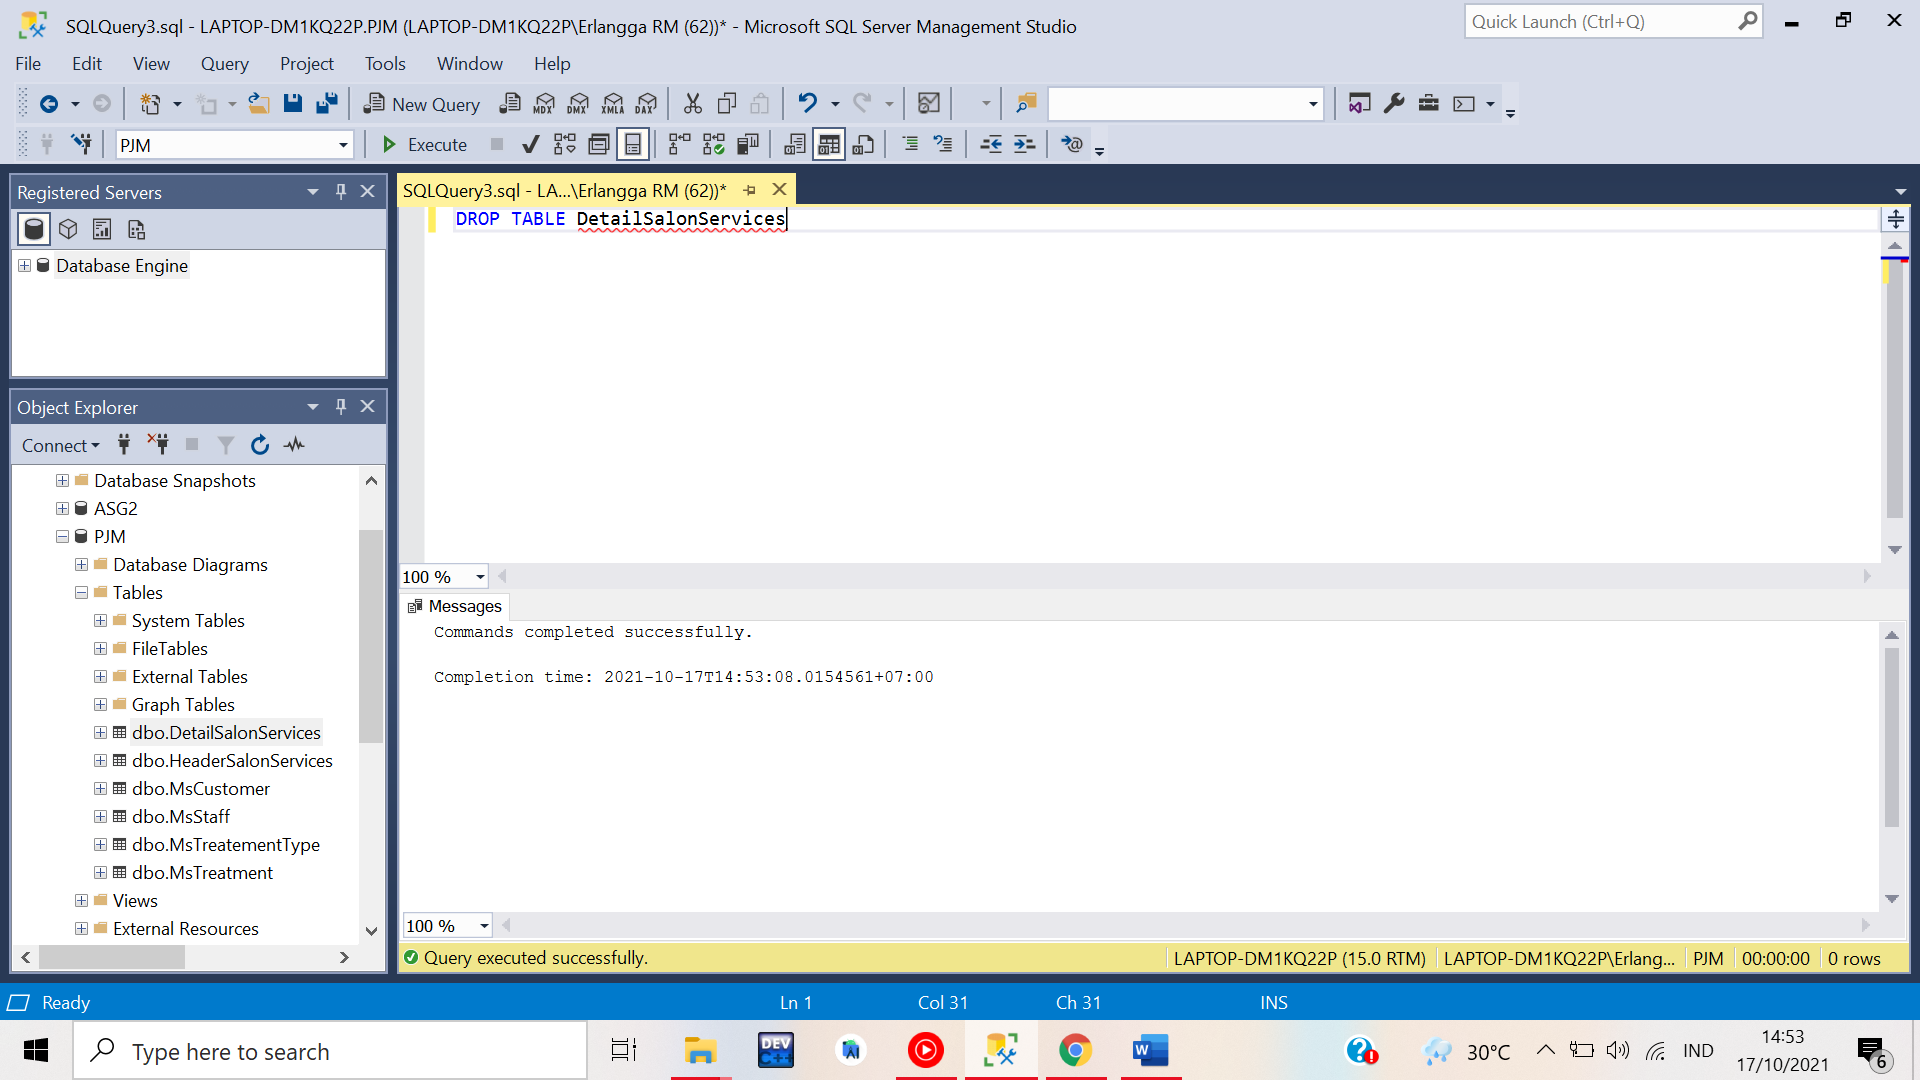 SQLQuery3.sql - LAPTOP-DM1KQ22P.PJM (LAPTOP-DM1KQ22P\Erlangga RM (62))* - Microsoft SQL Server Management Studio
Quick Launch (Ctrl+Q)
File Edit View Query Project Tools Window Help
New Query MDX DMX XMLA DAX
PJM
Execute
Registered Servers
Database Engine
Object Explorer
Connect
Database Snapshots
ASG2
PJM
Database Diagrams
Tables
System Tables
FileTables
External Tables
Graph Tables
dbo.DetailSalonServices
dbo.HeaderSalonServices
dbo.MsCustomer
dbo.MsStaff
dbo.MsTreatementType
dbo.MsTreatment
Views
External Resources
SQLQuery3.sql - LA...\Erlangga RM (62))*
DROP TABLE DetailSalonServices
100 %
Messages
Commands completed successfully.
Completion time: 2021-10-17T14:53:08.0154561+07:00
100 %
Query executed successfully.
LAPTOP-DM1KQ22P (15.0 RTM)
LAPTOP-DM1KQ22P\Erlang...
PJM
00:00:00
0 rows
Ready
Ln 1
Col 31
Ch 31
INS
Type here to search
DEV
C++
W
30°C
IND
14:53
17/10/2021
6